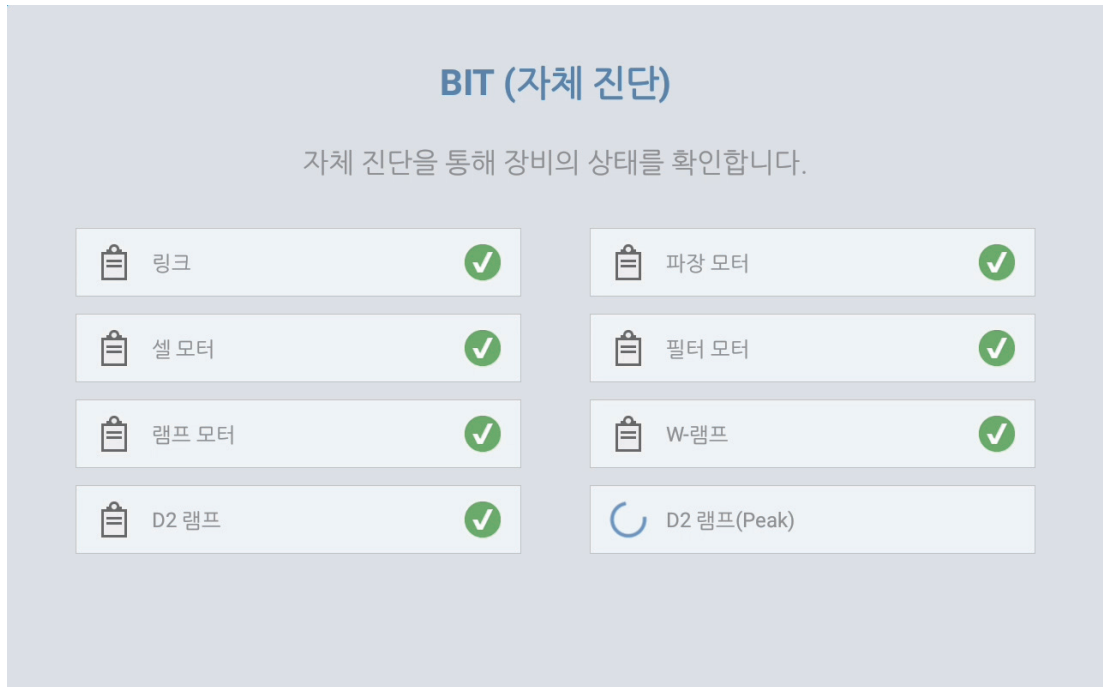 BIT (자체 진단)
자체 진단을 통해 장비의 상태를 확인합니다.
링크
파장 모터
셀 모터
필터 모터
램프 모터
W-램프
D2 램프
D2 램프(Peak)